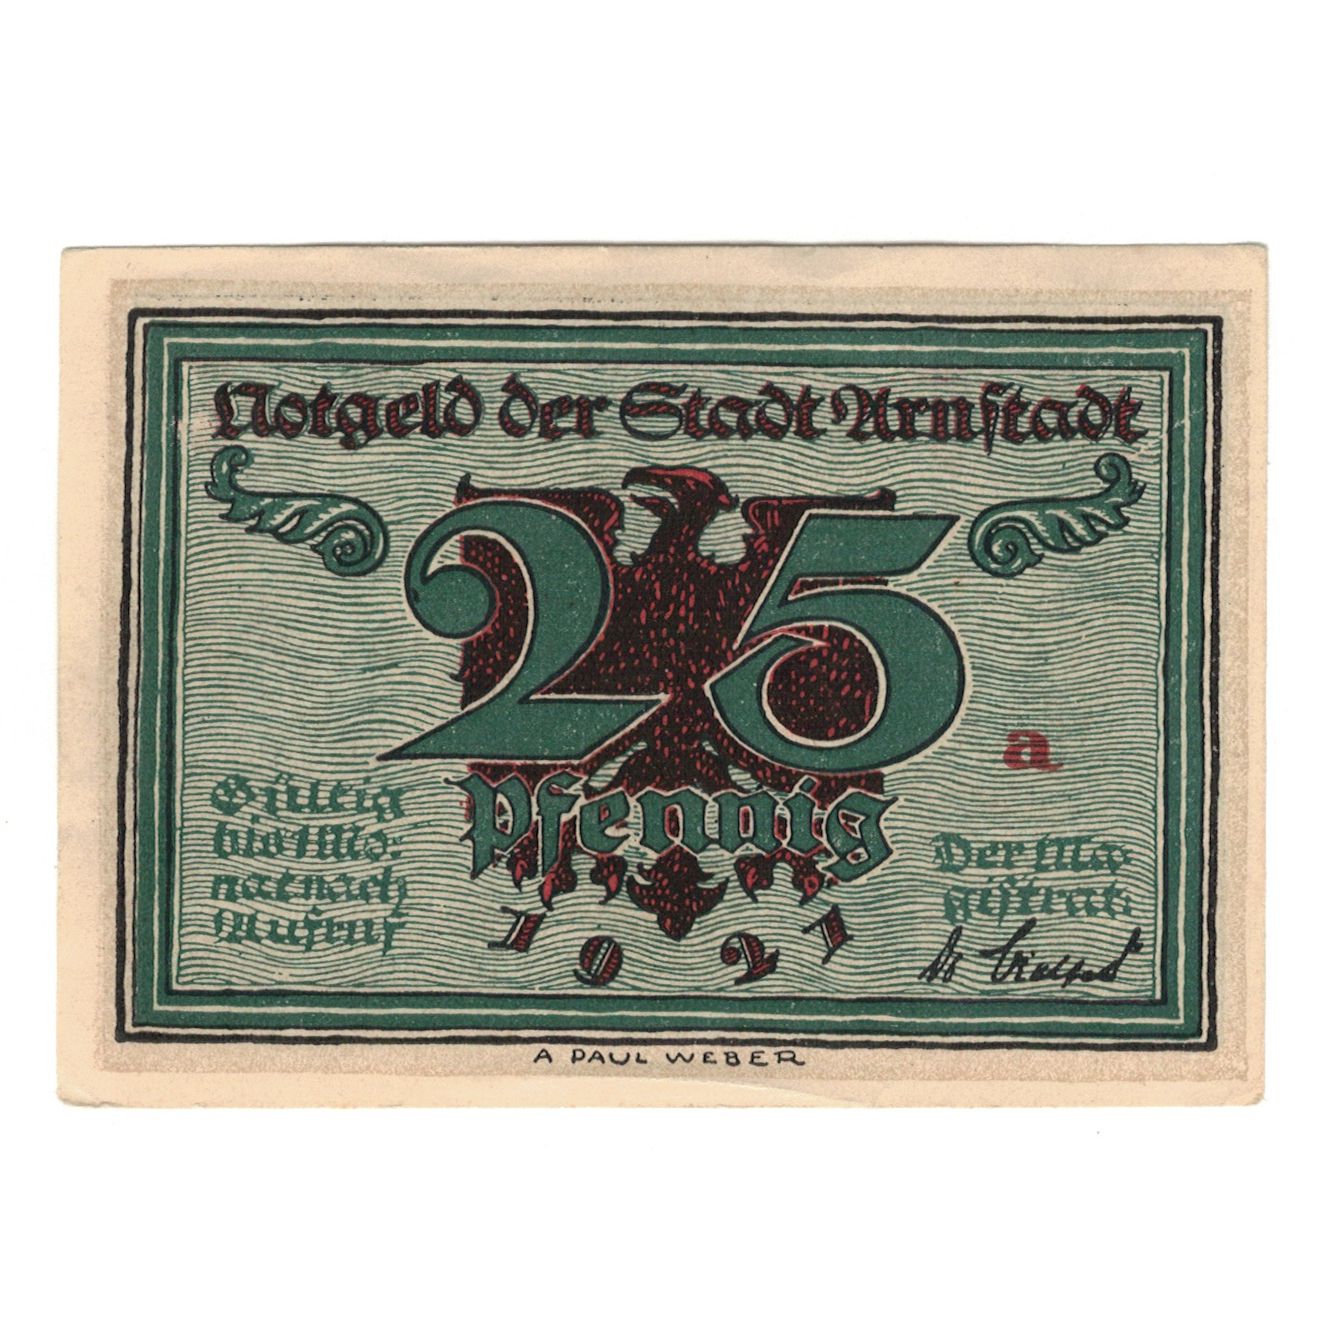 Notgeld der Stadt Arnstadt
25
Pfennig
a
Gültig
bis 1 Mo:
nat nach
Aufruf
Der Ma-
gistrat:
1921
A PAUL WEBER